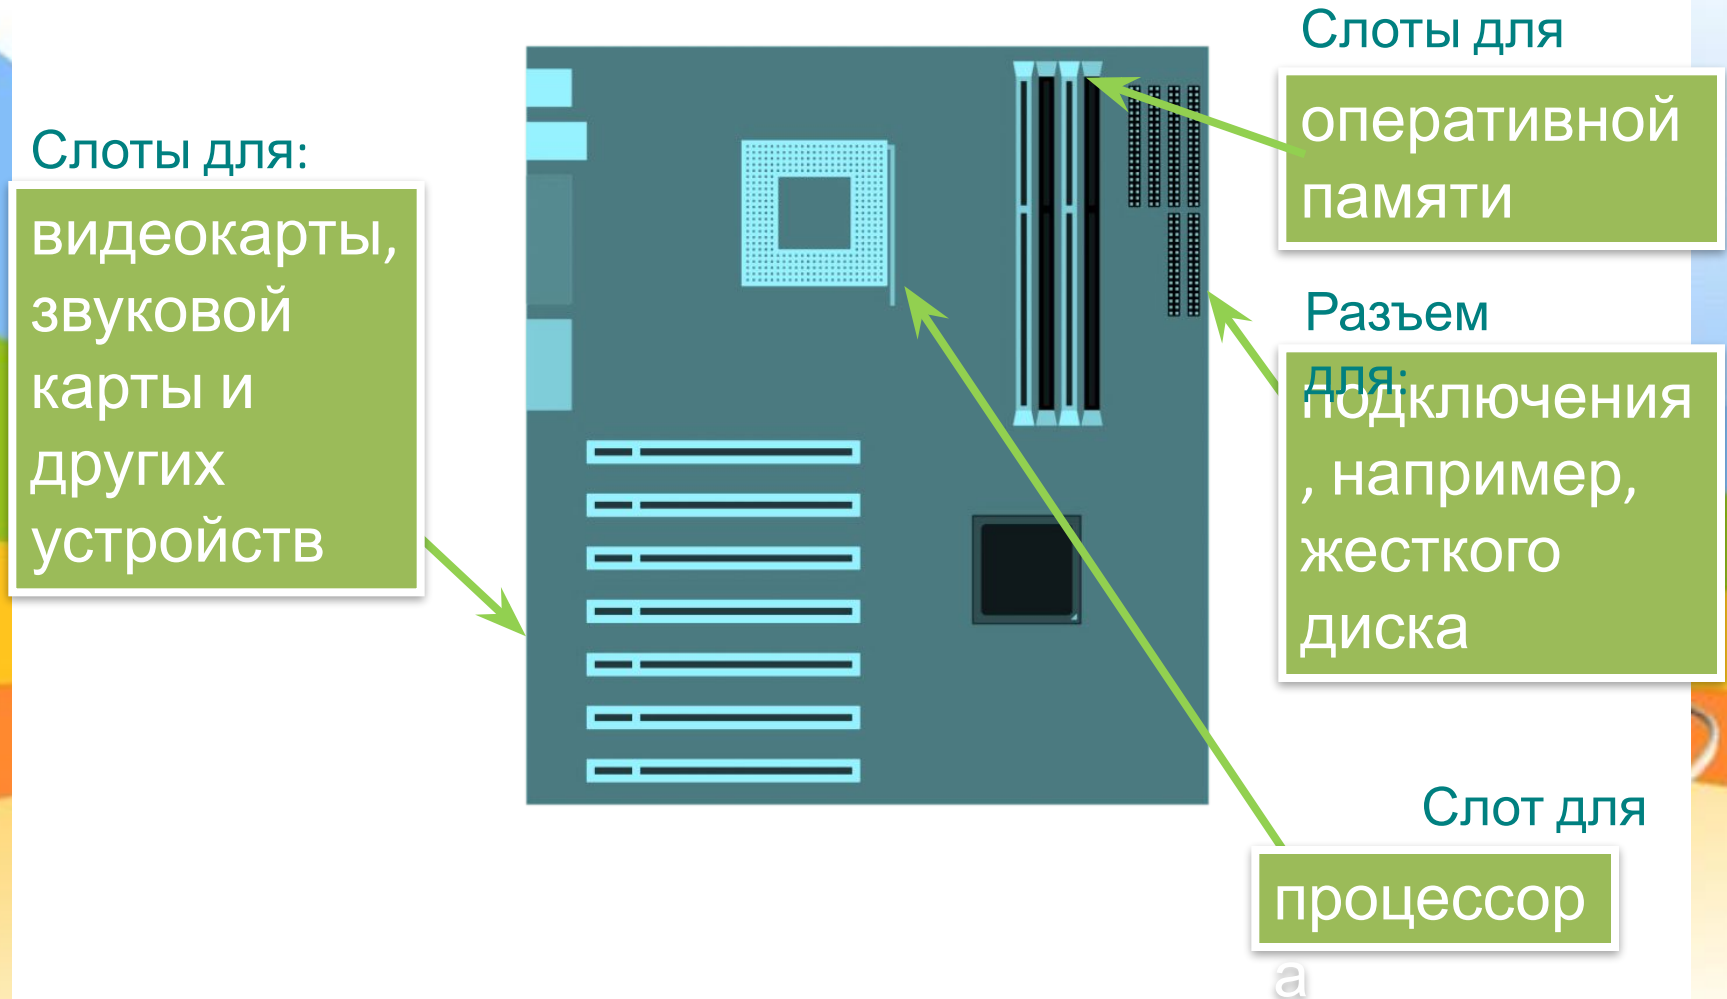 Слоты для:
видеокарты,
звуковой
карты и
других
устройств
Слоты для
оперативной
памяти
Разъем
для:
подключения
, например,
жесткого
диска
Слот для
процессор
а